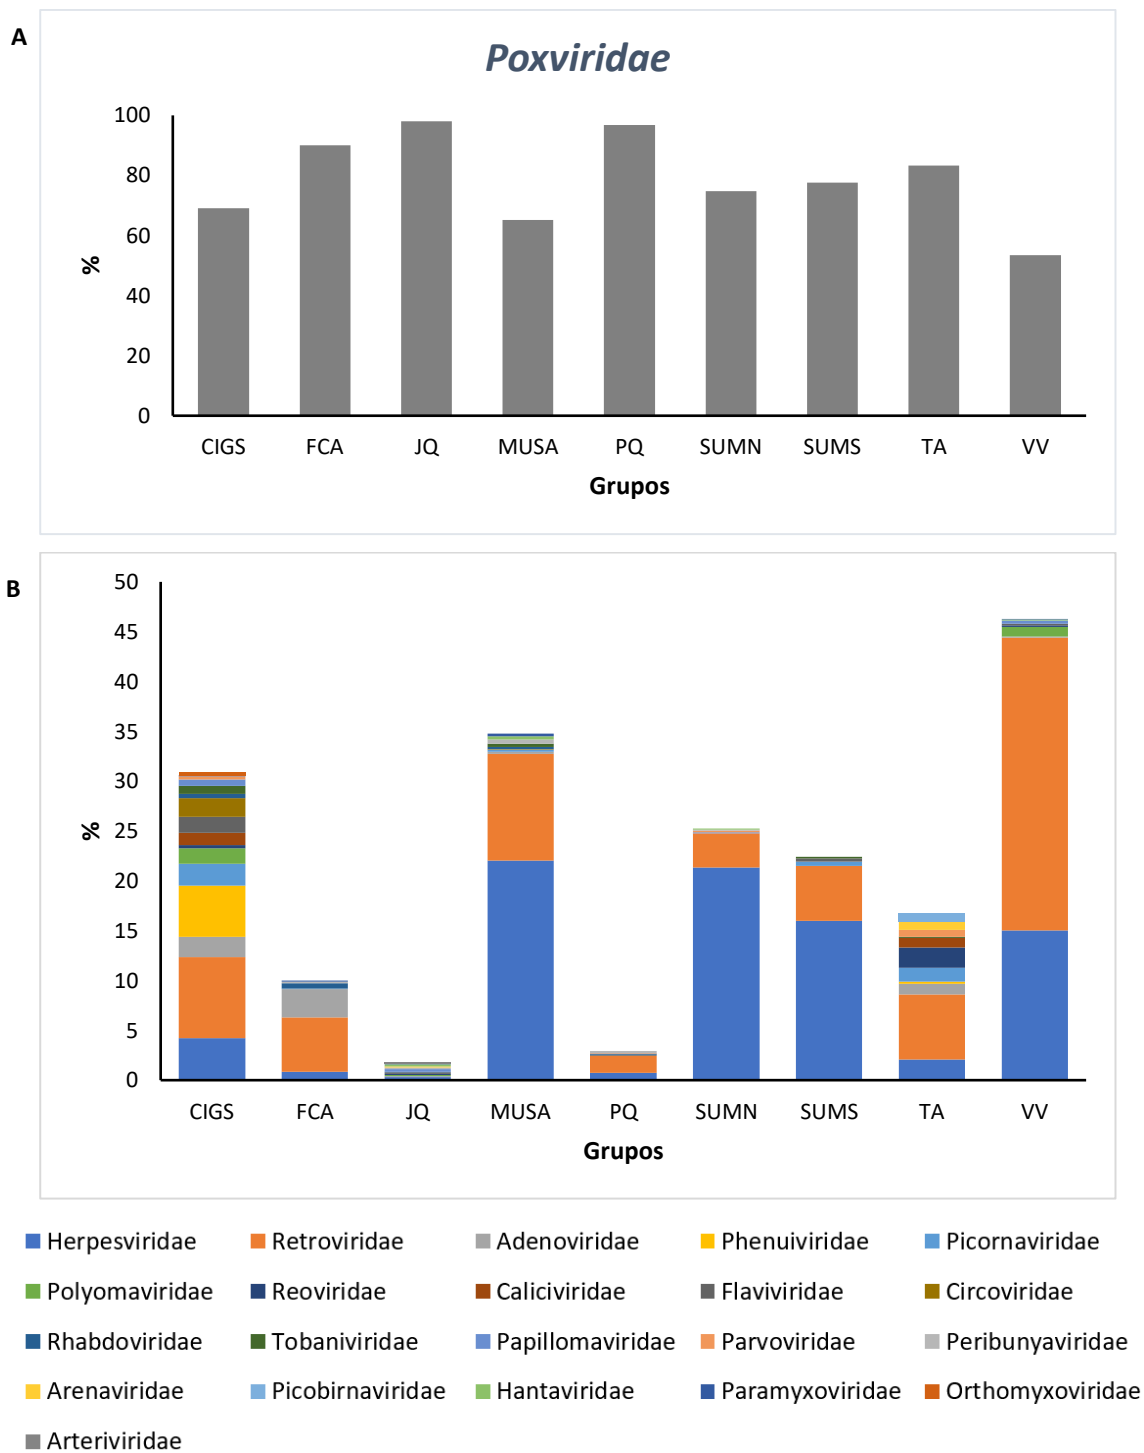 A
Poxviridae
100
80
60
40
20
0
%
CIGS FCA JQ MUSA PQ SUMN SUMS TA VV
Grupos
B
50
45
40
35
30
25
20
15
10
5
0
%
CIGS FCA JQ MUSA PQ SUMN SUMS TA VV
Grupos
Herpesviridae Retroviridae Adenoviridae Phenuiviridae Picornaviridae
Polyomaviridae Reoviridae Caliciviridae Flaviviridae Circoviridae
Rhabdoviridae Tobaniviridae Papillomaviridae Parvoviridae Peribunyaviridae
Arenaviridae Picobirnaviridae Hantaviridae Paramyxoviridae Orthomyxoviridae
Arteriviridae